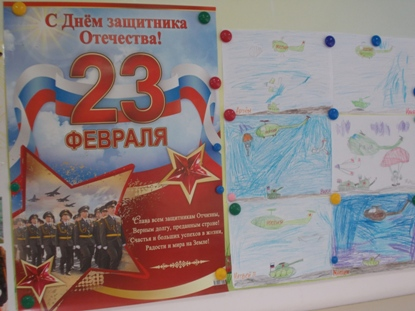 С Днём защитника
Отечества!
23
ФЕВРАЛЯ
Слава всем защитникам Отчизны,
Верным долгу, преданным строю!
Счастья и больших успехов в жизни,
Радости и мира на Земле!